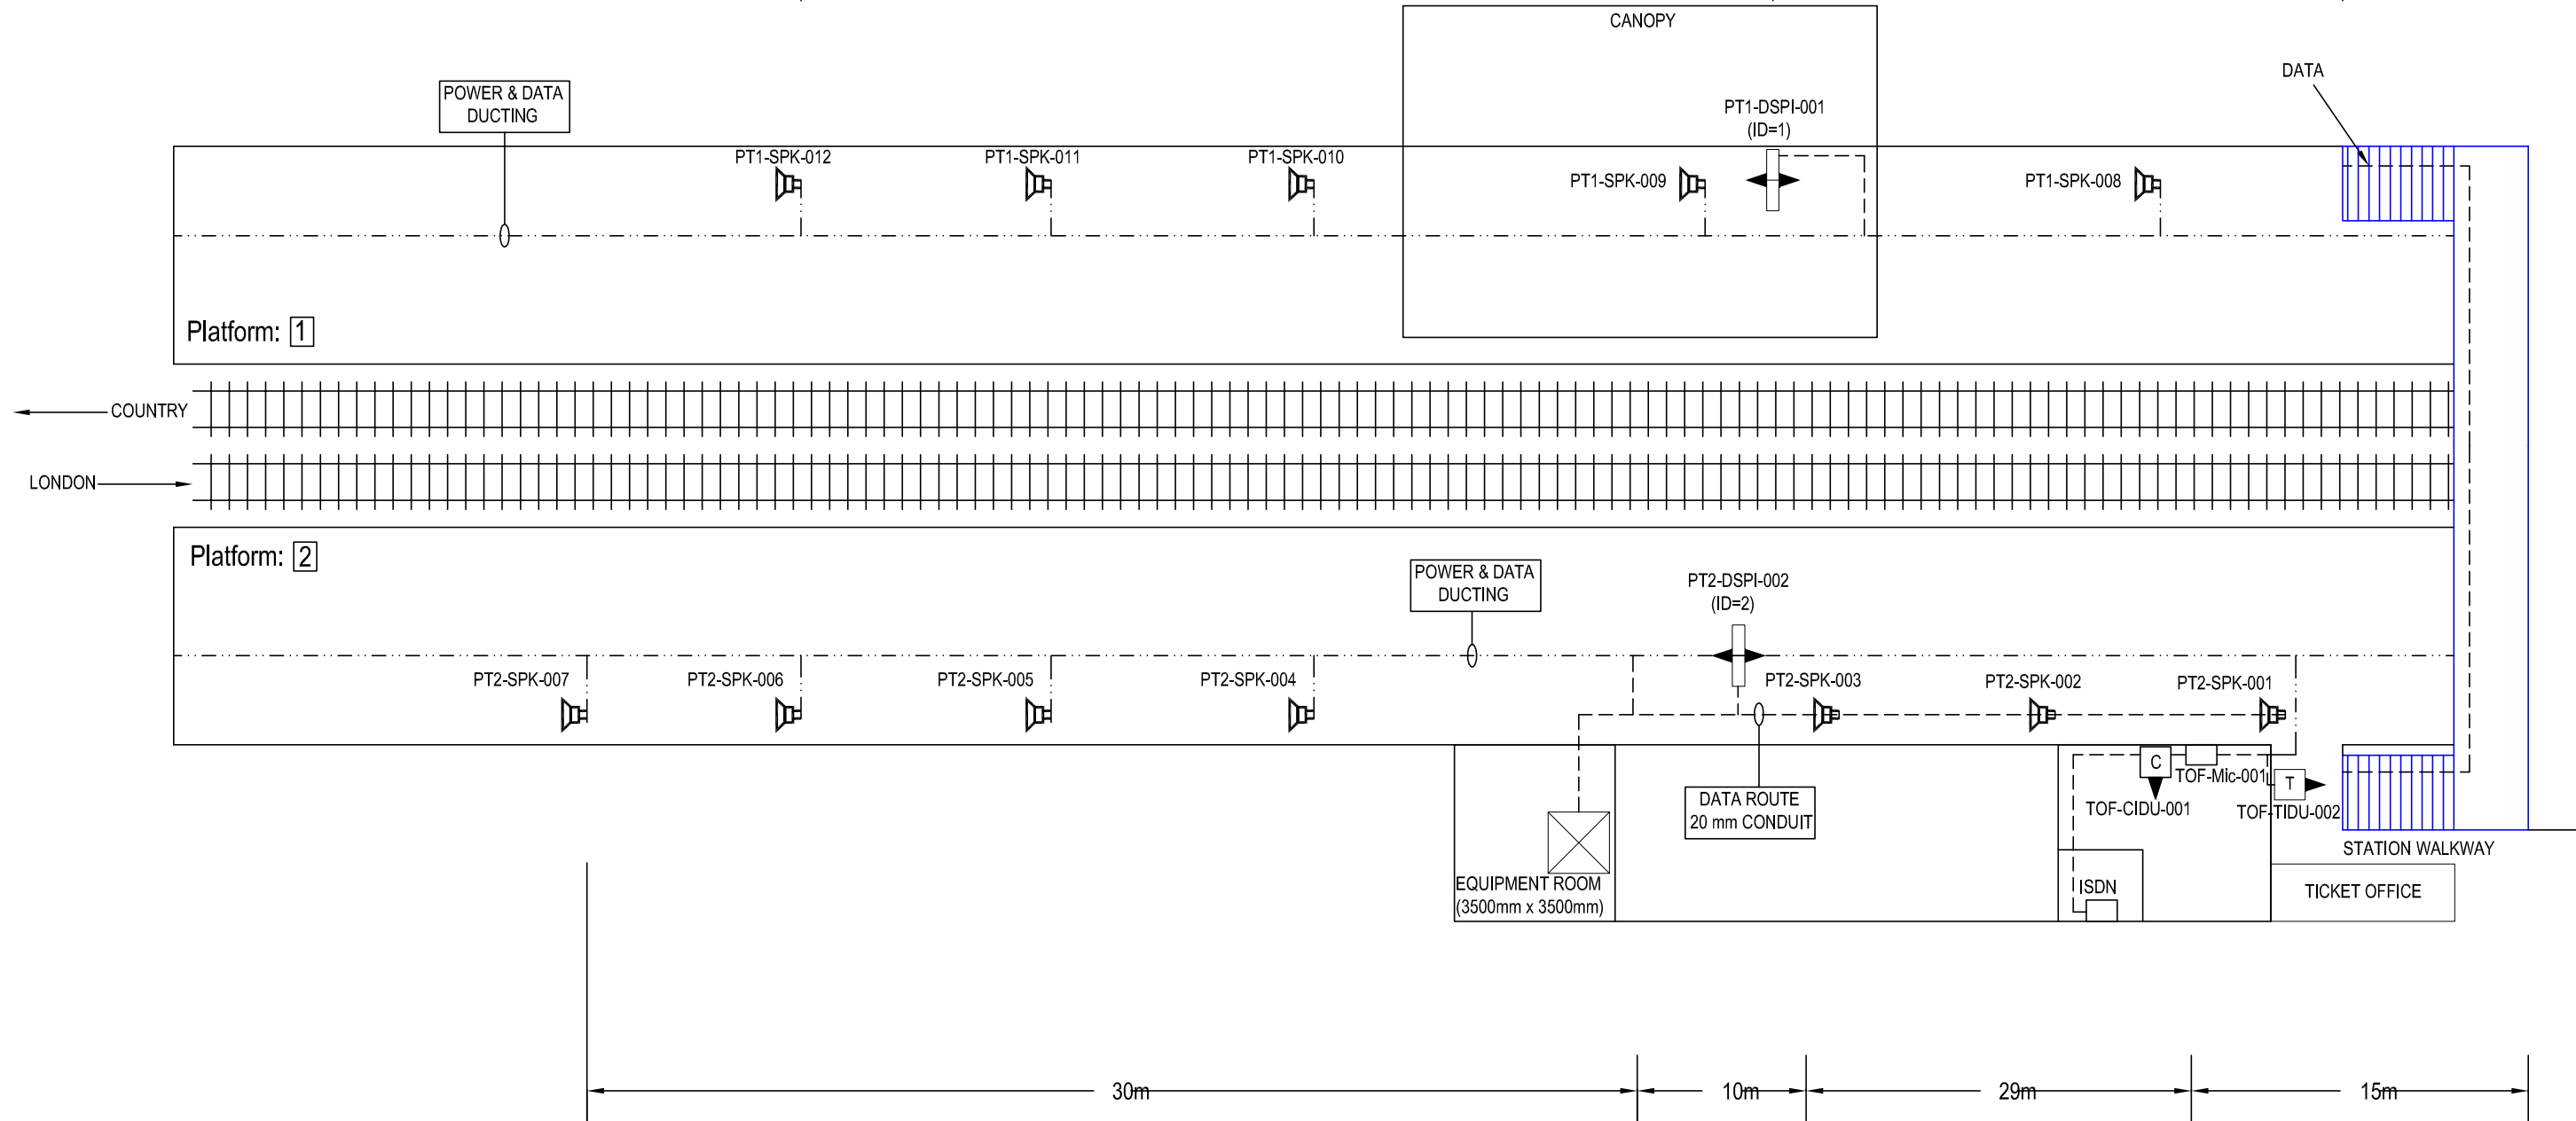 CANOPY
DATA
POWER & DATA
DUCTING
PT1-DSPI-001
(ID=1)
PT1-SPK-012
PT1-SPK-011
PT1-SPK-010
PT1-SPK-009
PT1-SPK-008
Platform: 1
COUNTRY
LONDON
Platform: 2
POWER & DATA
DUCTING
PT2-DSPI-002
(ID=2)
PT2-SPK-007
PT2-SPK-006
PT2-SPK-005
PT2-SPK-004
PT2-SPK-003
PT2-SPK-002
PT2-SPK-001
C
TOF-Mic-001
T
TOF-CIDU-001
TOF-TIDU-002
DATA ROUTE
20 mm CONDUIT
STATION WALKWAY
EQUIPMENT ROOM
(3500mm x 3500mm)
ISDN
TICKET OFFICE
30m
10m
29m
15m